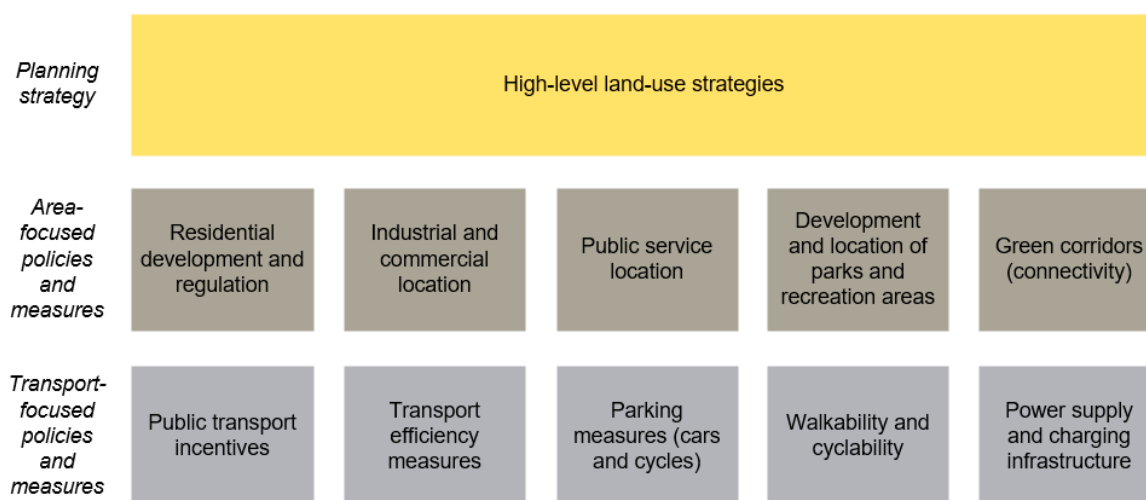 Planning
strategy
High-level land-use strategies
Area-
focused
policies
and
measures
Residential
development and
regulation
Industrial and
commercial
location
Public service
location
Development
and location of
parks and
recreation areas
Green corridors
(connectivity)
Transport-
focused
policies
and
measures
Public transport
incentives
Transport
efficiency
measures
Parking
measures (cars
and cycles)
Walkability and
cyclability
Power supply
and charging
infrastructure